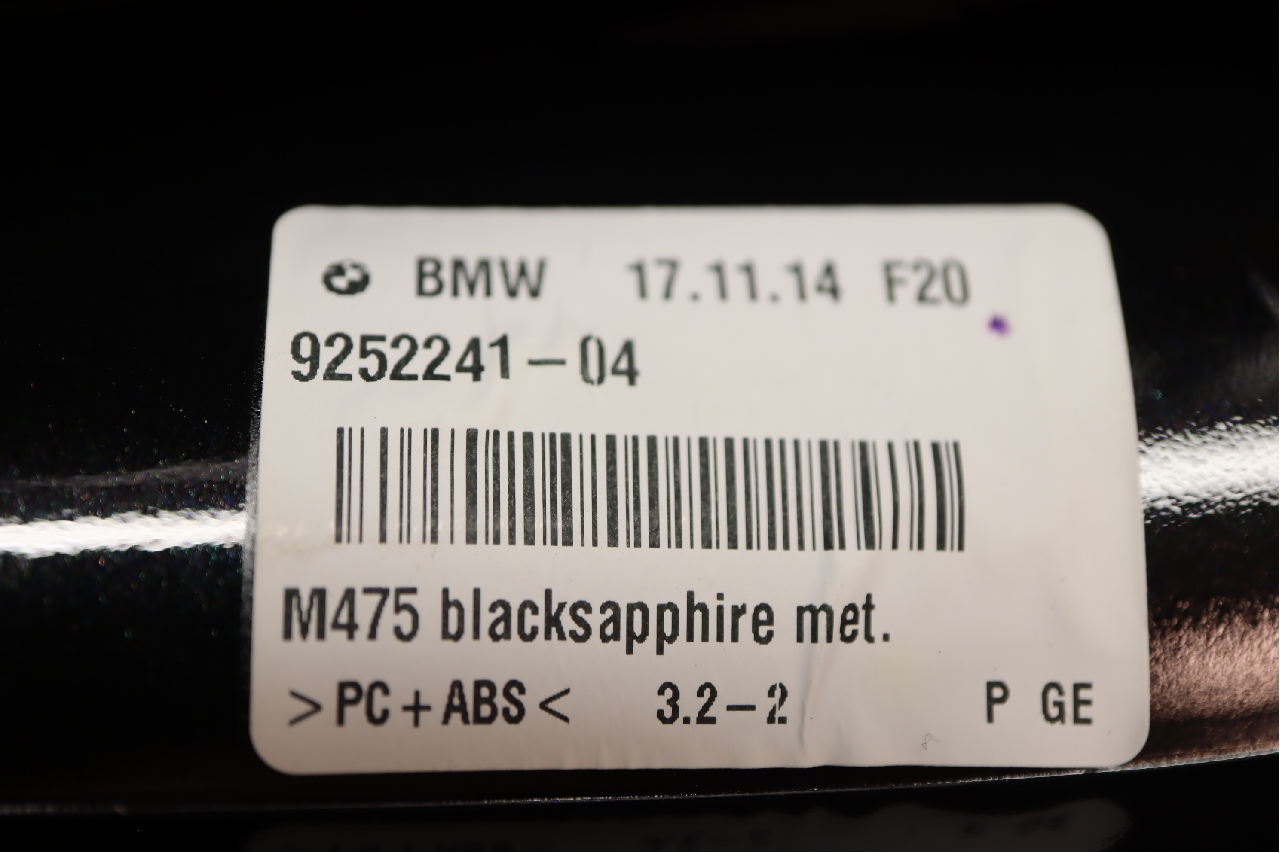 BMW 17.11.14 F20
9252241-04
M475 blacksapphire met.
>PC+ABS< 3.2-2 P GE